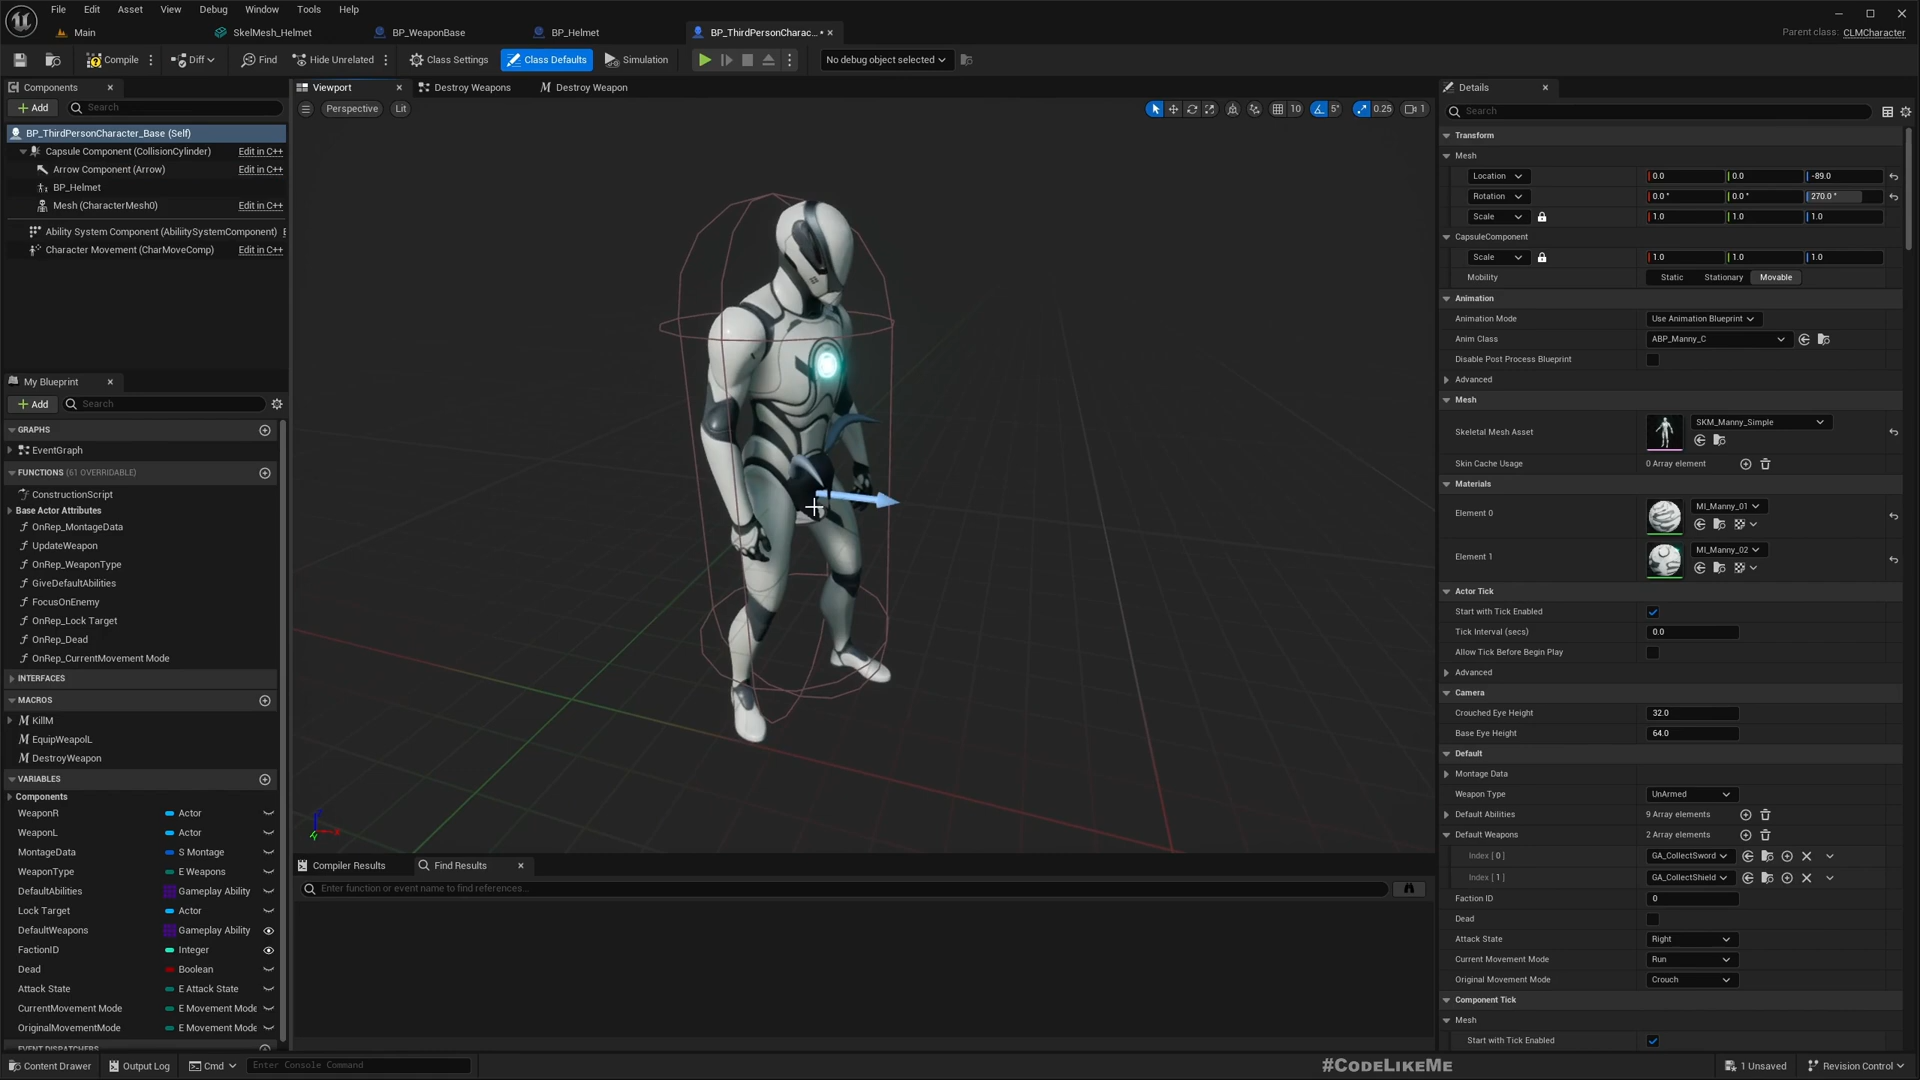 File Edit Asset View Debug Window Tools Help
Main SkelMesh_Helmet BP_WeaponBase BP_Helmet BP_ThirdPersonCharac...
Parent class: CLMCharacter
Compile Diff Find Hide Unrelated Class Settings Class Defaults Simulation No debug object selected
Components
Add Search
BP_ThirdPersonCharacter_Base (Self)
Capsule Component (CollisionCylinder) Edit in C++
Arrow Component (Arrow) Edit in C++
BP_Helmet
Mesh (CharacterMesh0) Edit in C++
Ability System Component (AbilitySystemComponent) E
Character Movement (CharMoveComp) Edit in C++
My Blueprint
Add Search
GRAPHS
EventGraph
FUNCTIONS (61 OVERRIDABLE)
ConstructionScript
Base Actor Attributes
OnRep_MontageData
UpdateWeapon
OnRep_WeaponType
GiveDefaultAbilities
FocusOnEnemy
OnRep_Lock Target
OnRep_Dead
OnRep_CurrentMovement Mode
INTERFACES
MACROS
KillM
EquipWeapolL
DestroyWeapon
VARIABLES
Components
WeaponR Actor
WeaponL Actor
MontageData S Montage
WeaponType E Weapons
DefaultAbilities Gameplay Ability
Lock Target Actor
DefaultWeapons Gameplay Ability
FactionID Integer
Dead Boolean
Attack State E Attack State
CurrentMovement Mode E Movement Mode
OriginalMovementMode E Movement Mode
EVENT DISPATCHERS
Viewport Destroy Weapons Destroy Weapon
Perspective Lit 10 5° 0.25 1
Compiler Results Find Results
Enter function or event name to find references...
Details
Search
Transform
Mesh
Location 0.0 0.0 -89.0
Rotation 0.0 ° 0.0 ° 270.0 °
Scale 1.0 1.0 1.0
CapsuleComponent
Scale 1.0 1.0 1.0
Mobility Static Stationary Movable
Animation
Animation Mode Use Animation Blueprint
Anim Class ABP_Manny_C
Disable Post Process Blueprint
Advanced
Mesh
Skeletal Mesh Asset SKM_Manny_Simple
Skin Cache Usage 0 Array element
Materials
Element 0 MI_Manny_01
Element 1 MI_Manny_02
Actor Tick
Start with Tick Enabled
Tick Interval (secs) 0.0
Allow Tick Before Begin Play
Advanced
Camera
Crouched Eye Height 32.0
Base Eye Height 64.0
Default
Montage Data
Weapon Type UnArmed
Default Abilities 9 Array elements
Default Weapons 2 Array elements
Index [ 0 ] GA_CollectSword
Index [ 1 ] GA_CollectShield
Faction ID 0
Dead
Attack State Right
Current Movement Mode Run
Original Movement Mode Crouch
Component Tick
Mesh
Start with Tick Enabled
Content Drawer Output Log Cmd Enter Console Command
#CodeLikeMe
1 Unsaved Revision Control